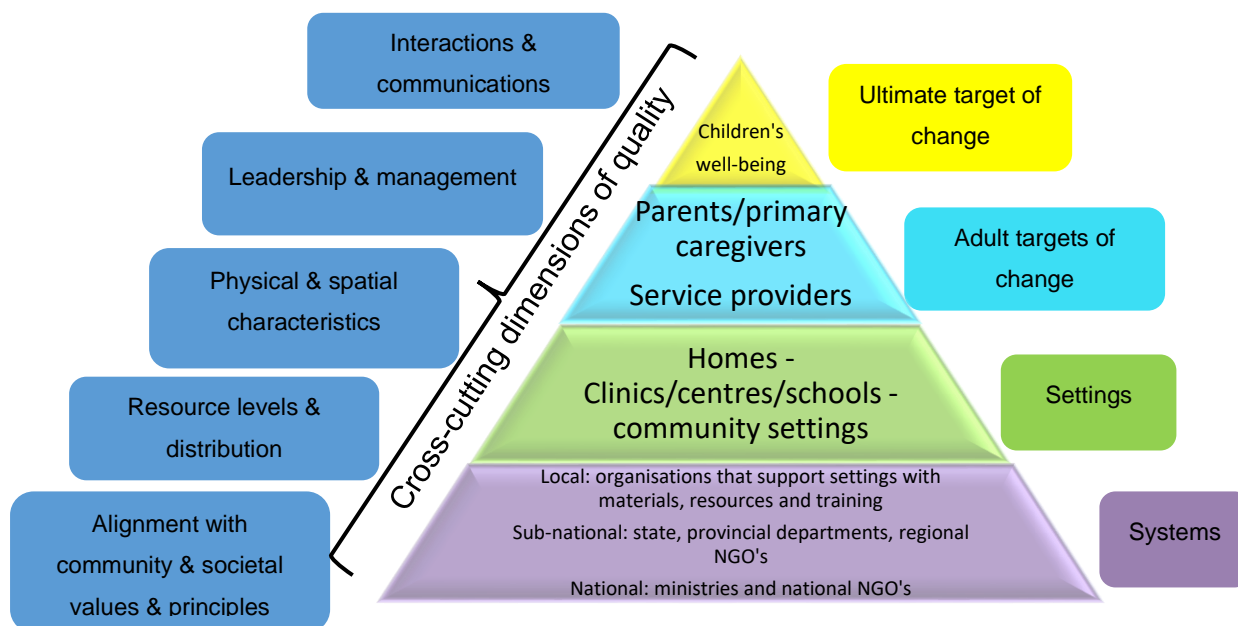 Interactions &
communications
Leadership & management
Physical & spatial
characteristics
Resource levels &
distribution
Alignment with
community & societal
values & principles
Cross-cutting dimensions of quality
Children's
well-being
Parents/primary
caregivers
Service providers
Homes -
Clinics/centres/schools -
community settings
Local: organisations that support settings with
materials, resources and training
Sub-national: state, provincial departments, regional
NGO's
National: ministries and national NGO's
Ultimate target of
change
Adult targets of
change
Settings
Systems